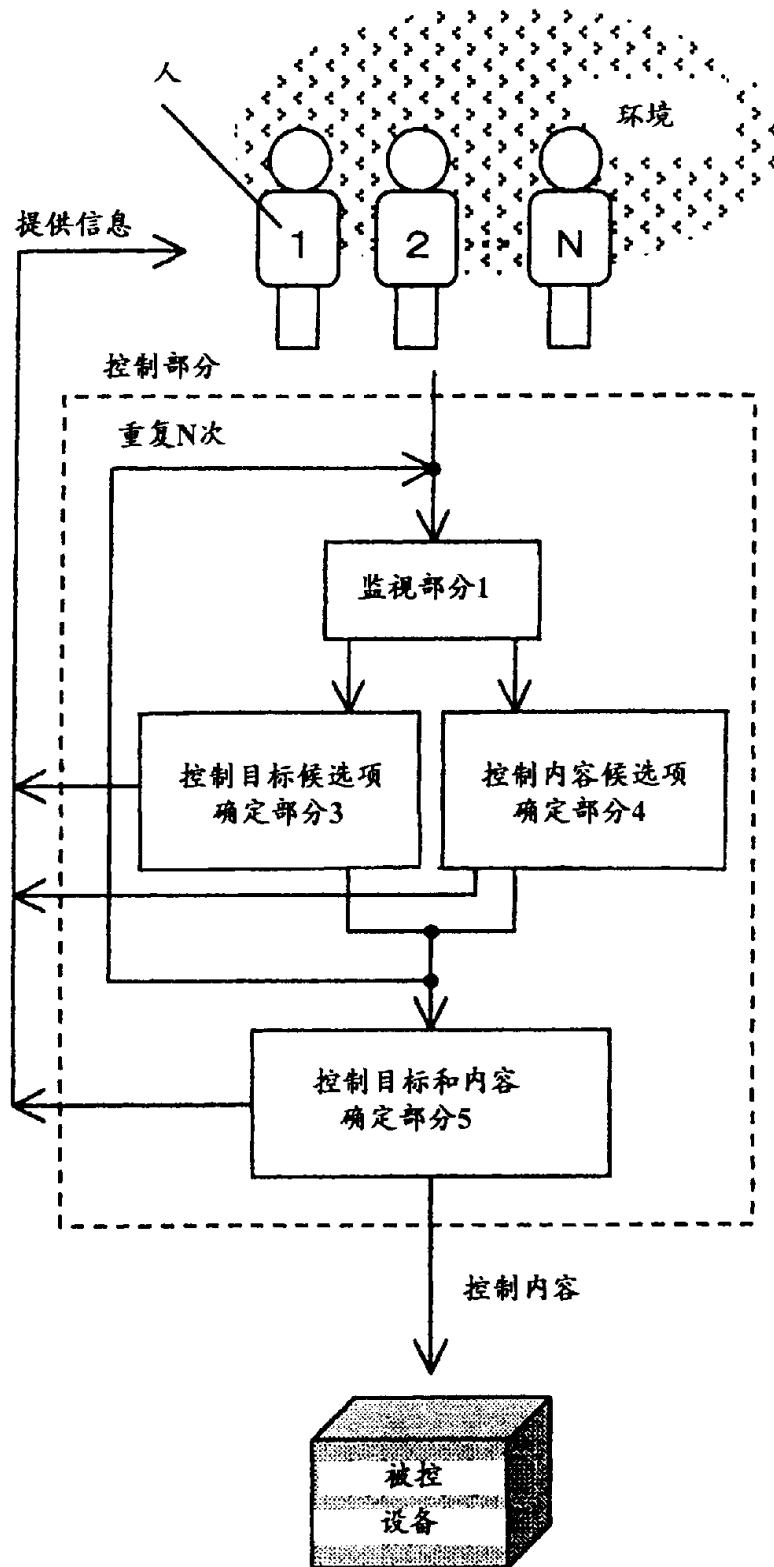 人
环境
提供信息
1
2
N
控制部分
重复N次
监视部分1
控制目标候选项
确定部分3
控制内容候选项
确定部分4
控制目标和内容
确定部分5
控制内容
被控
设备